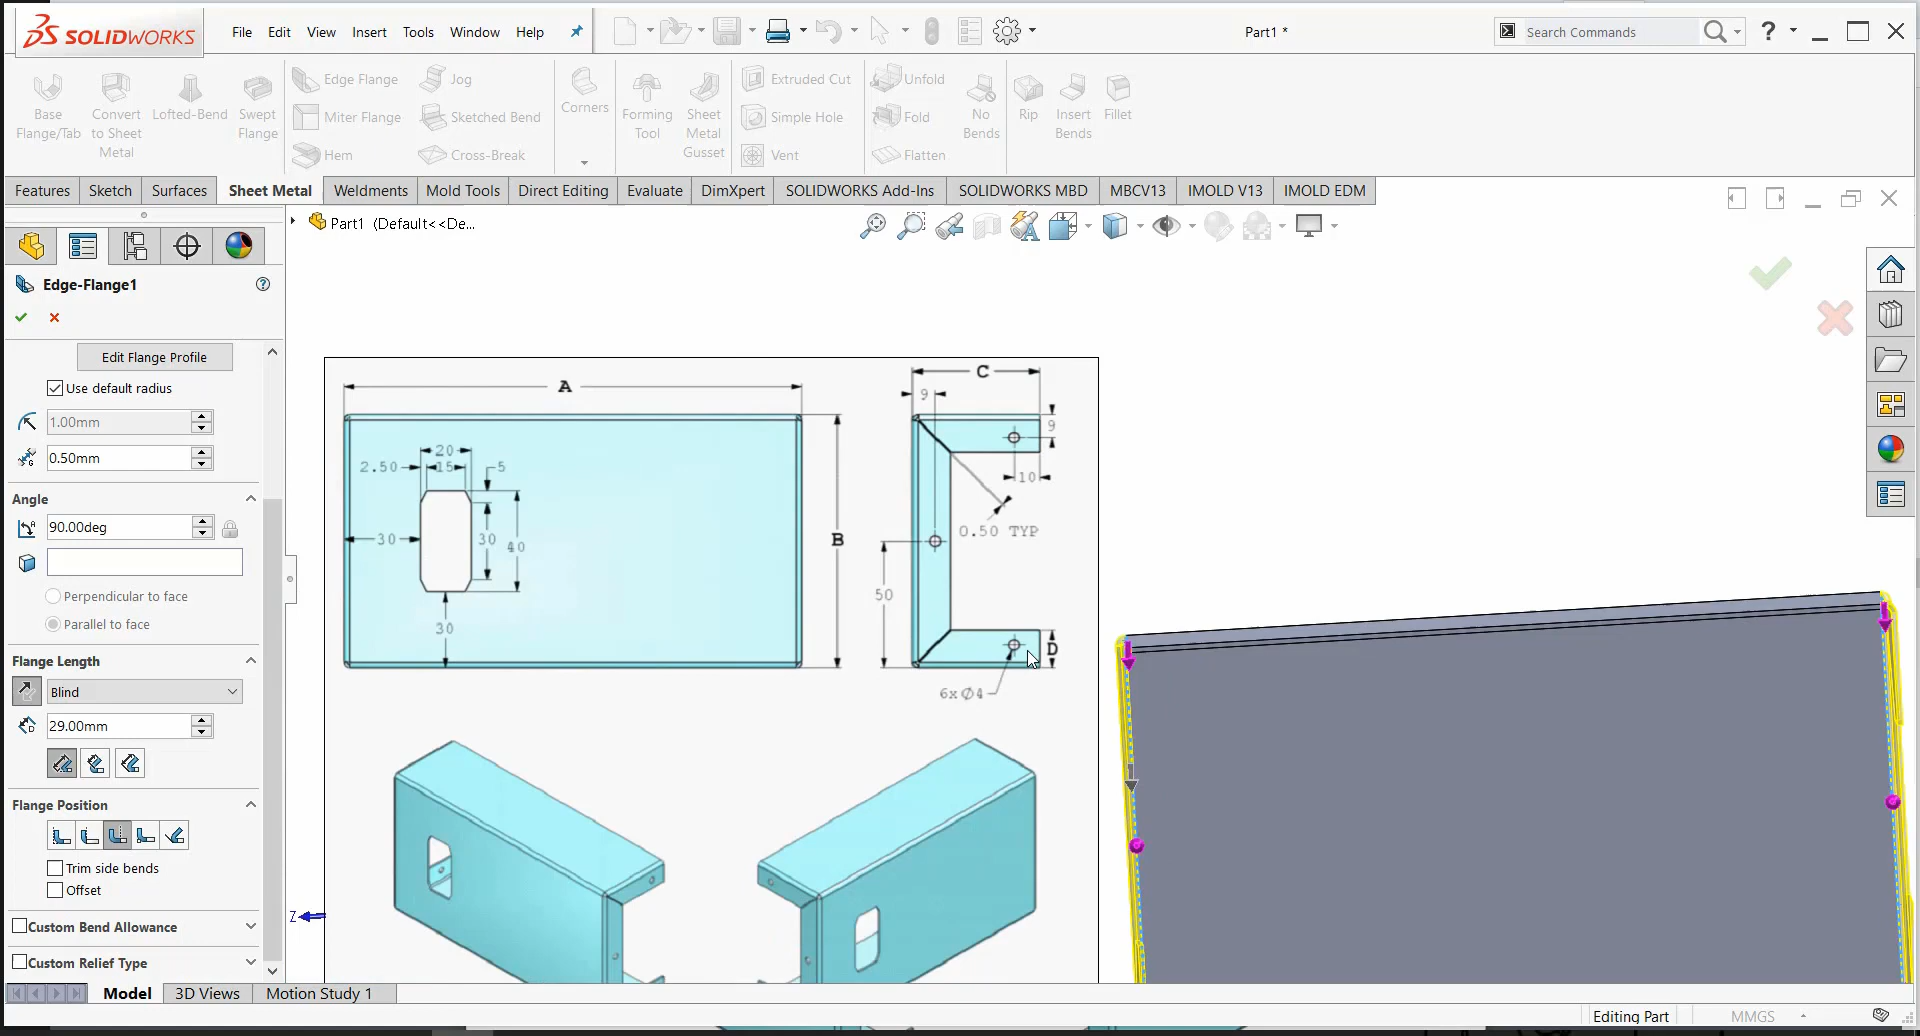 SOLIDWORKS
File Edit View Insert Tools Window Help
Part1 *
Search Commands
?
Base Flange/Tab
Convert to Sheet Metal
Lofted-Bend
Swept Flange
Edge Flange
Miter Flange
Hem
Jog
Sketched Bend
Cross-Break
Corners
Forming Tool
Sheet Metal Gusset
Extruded Cut
Simple Hole
Vent
Unfold
Fold
Flatten
No Bends
Rip
Insert Bends
Fillet
Features Sketch Surfaces Sheet Metal Weldments Mold Tools Direct Editing Evaluate DimXpert SOLIDWORKS Add-Ins SOLIDWORKS MBD MBCV13 IMOLD V13 IMOLD EDM
Part1 (Default<<De...
Edge-Flange1
Edit Flange Profile
Use default radius
1.00mm
0.50mm
Angle
90.00deg
Perpendicular to face
Parallel to face
Flange Length
Blind
29.00mm
Flange Position
Trim side bends
Offset
Custom Bend Allowance
Custom Relief Type
A
20
2.50
15
5
30
30
40
30
B
C
9
9
10
0.50 TYP
50
D
6x Ø4
Z
Model 3D Views Motion Study 1
Editing Part
MMGS